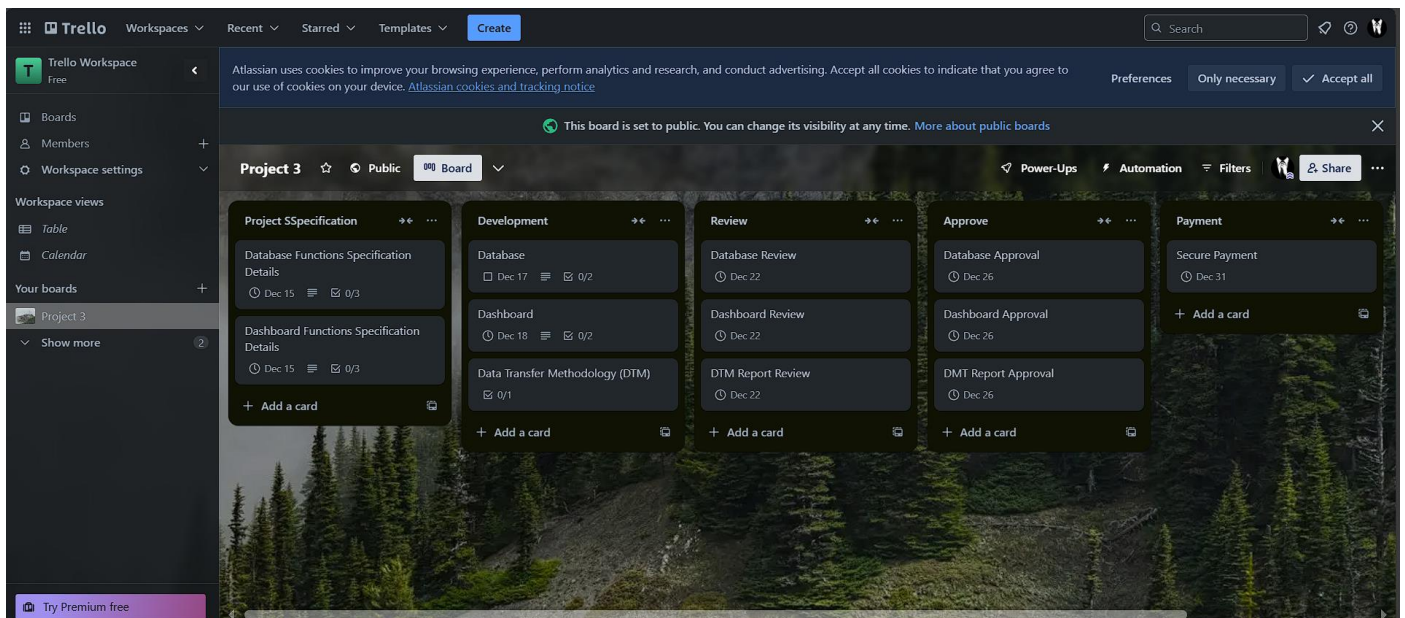 Trello
Workspaces
Recent
Starred
Templates
Create
Search
T
Trello Workspace
Free
Atlassian uses cookies to improve your browsing experience, perform analytics and research, and conduct advertising. Accept all cookies to indicate that you agree to
our use of cookies on your device. Atlassian cookies and tracking notice
Preferences
Only necessary
Accept all
This board is set to public. You can change its visibility at any time. More about public boards
Boards
Members
Workspace settings
Workspace views
Table
Calendar
Your boards
Project 3
Show more
2
Try Premium free
Project 3
Public
Board
Power-Ups
Automation
Filters
Share
Project SSpecification
Database Functions Specification
Details
Dec 15
0/3
Dashboard Functions Specification
Details
Dec 15
0/3
Add a card
Development
Database
Dec 17
0/2
Dashboard
Dec 18
0/2
Data Transfer Methodology (DTM)
0/1
Add a card
Review
Database Review
Dec 22
Dashboard Review
Dec 22
DTM Report Review
Dec 22
Add a card
Approve
Database Approval
Dec 26
Dashboard Approval
Dec 26
DMT Report Approval
Dec 26
Add a card
Payment
Secure Payment
Dec 31
Add a card